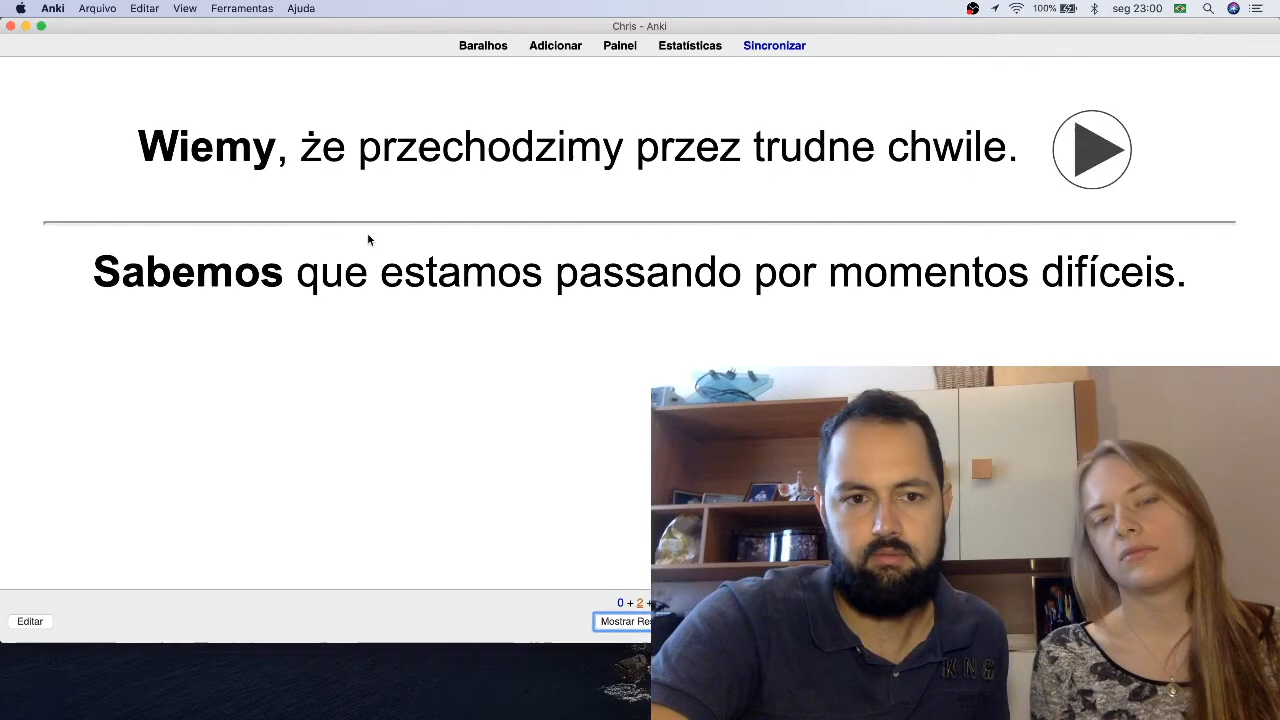 Anki Arquivo Editar View Ferramentas Ajuda 100% seg 23:00
Chris - Anki
Baralhos Adicionar Painel Estatísticas Sincronizar
Wiemy, że przechodzimy przez trudne chwile.
Sabemos que estamos passando por momentos difíceis.
0 + 2 +
Editar Mostrar Res
KNG